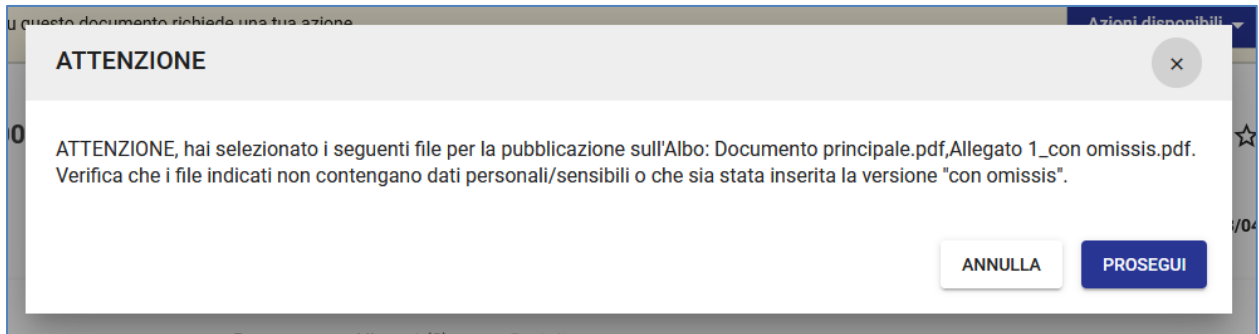 u questo documento richiede una tua azione
Azioni disponibili
ATTENZIONE
00
ATTENZIONE, hai selezionato i seguenti file per la pubblicazione sull'Albo: Documento principale.pdf,Allegato 1_con omissis.pdf.
Verifica che i file indicati non contengano dati personali/sensibili o che sia stata inserita la versione "con omissis".
/04
ANNULLA
PROSEGUI